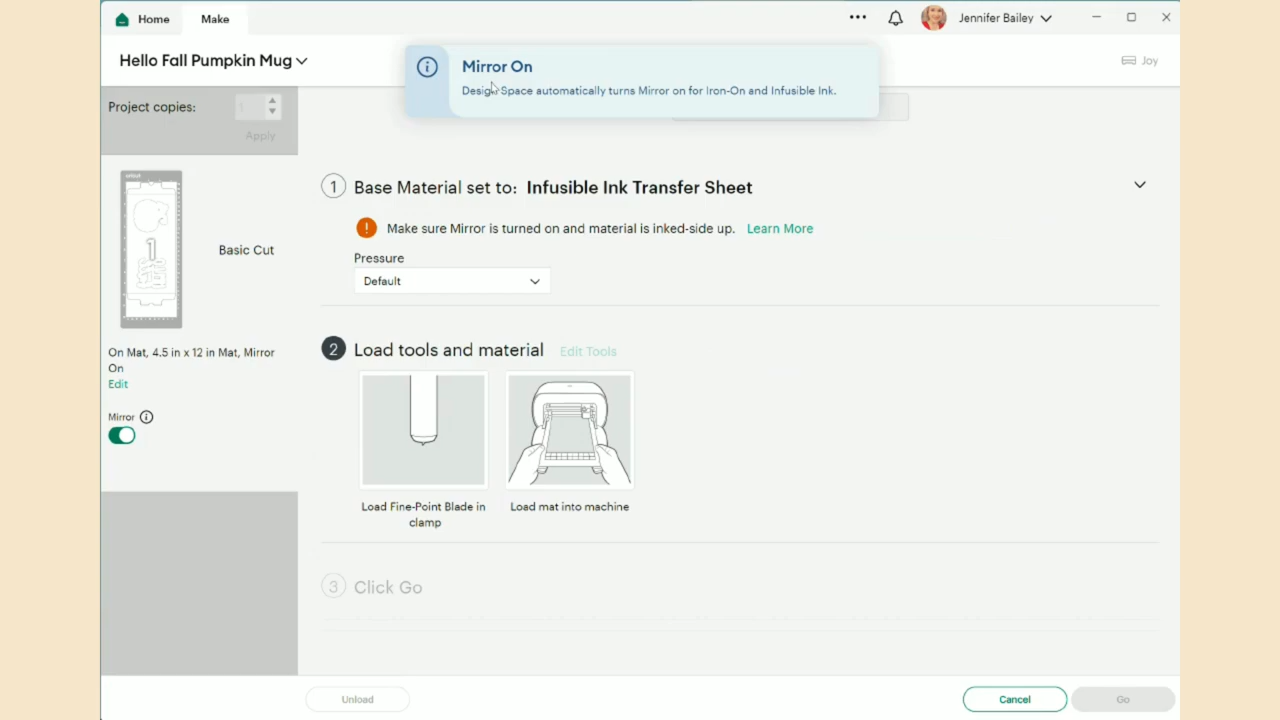 Home
Make
Jennifer Bailey
Hello Fall Pumpkin Mug
Joy
Mirror On
Design Space automatically turns Mirror on for Iron-On and Infusible Ink.
Project copies:
Apply
Basic Cut
On Mat, 4.5 in x 12 in Mat, Mirror
On
Edit
Mirror
1 Base Material set to: Infusible Ink Transfer Sheet
Make sure Mirror is turned on and material is inked-side up. Learn More
Pressure
Default
2 Load tools and material Edit Tools
Load Fine-Point Blade in
clamp
Load mat into machine
3 Click Go
Unload
Cancel
Go